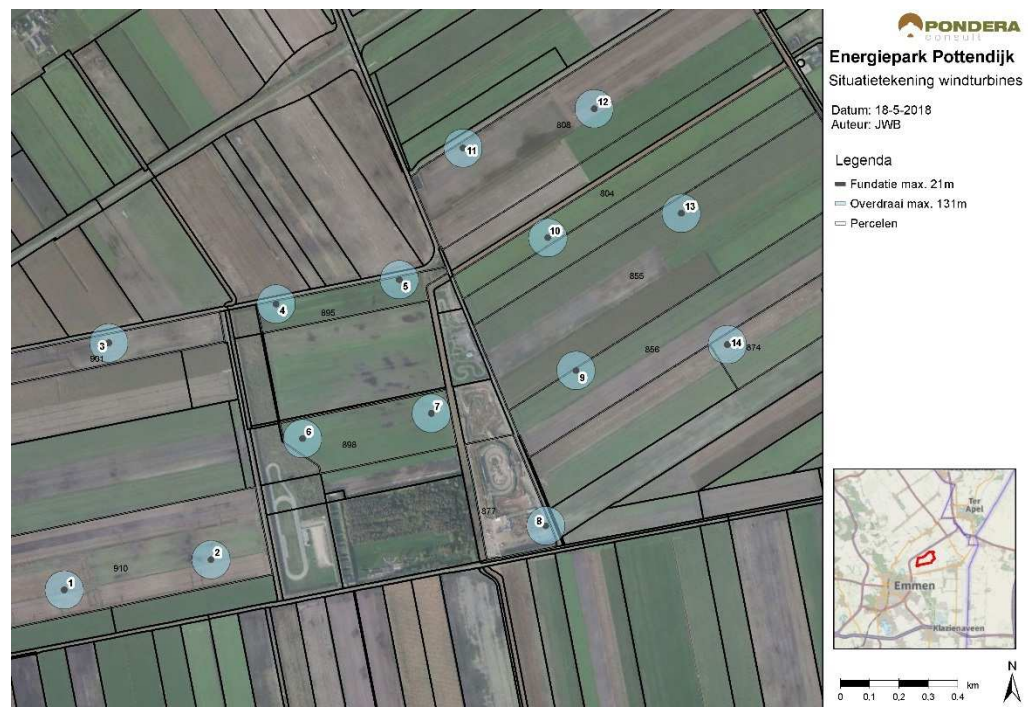 PONDERA
consult
Energiepark Pottendijk
Situatietekening windturbines
Datum: 18-5-2018
Auteur: JWB
Legenda
Fundatie max. 21m
Overdraai max. 131m
Percelen
12
808
11
804
13
10
5
855
4
895
3
901
856
14
874
9
7
6
898
8
877
2
910
1
Ter
Apel
Emmen
Klazienaveen
N
0 0,1 0,2 0,3 0,4 km